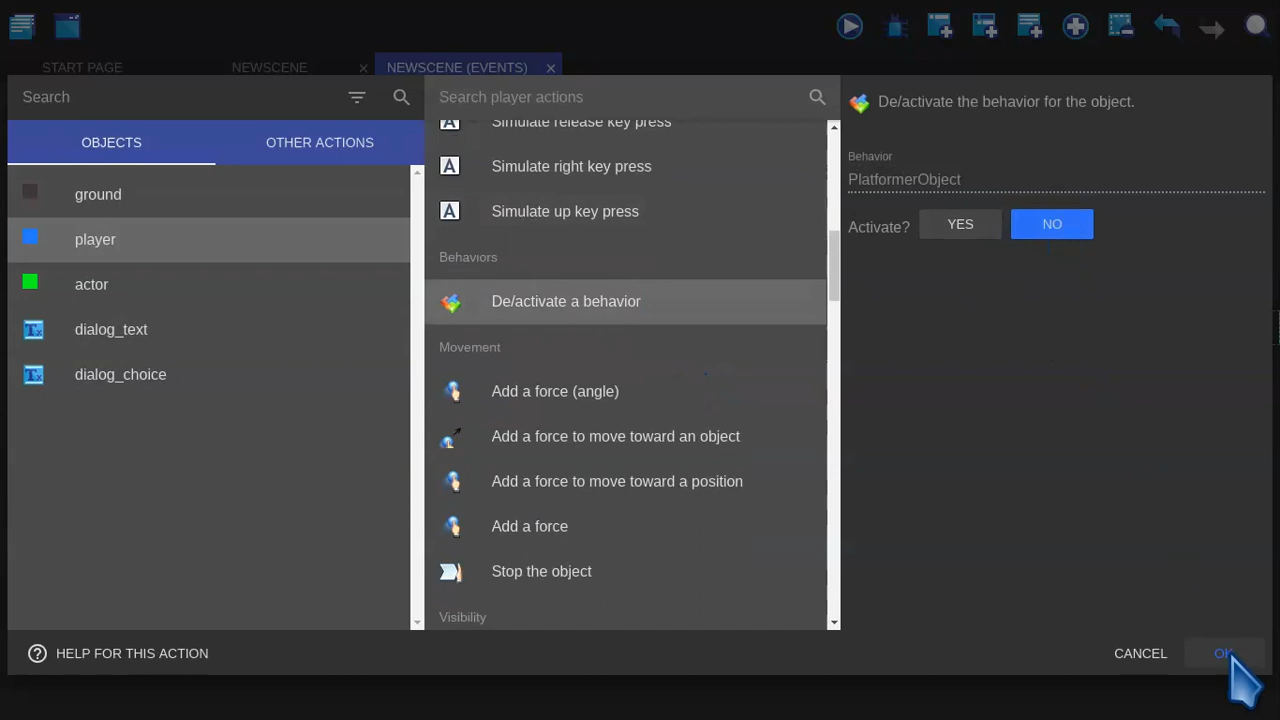 START PAGE
NEWSCENE
NEWSCENE (EVENTS)
Search
OBJECTS
OTHER ACTIONS
ground
player
actor
dialog_text
dialog_choice
Search player actions
Simulate release key press
Simulate right key press
Simulate up key press
Behaviors
De/activate a behavior
Movement
Add a force (angle)
Add a force to move toward an object
Add a force to move toward a position
Add a force
Stop the object
Visibility
De/activate the behavior for the object.
Behavior
PlatformerObject
Activate? YES NO
HELP FOR THIS ACTION
CANCEL
OK